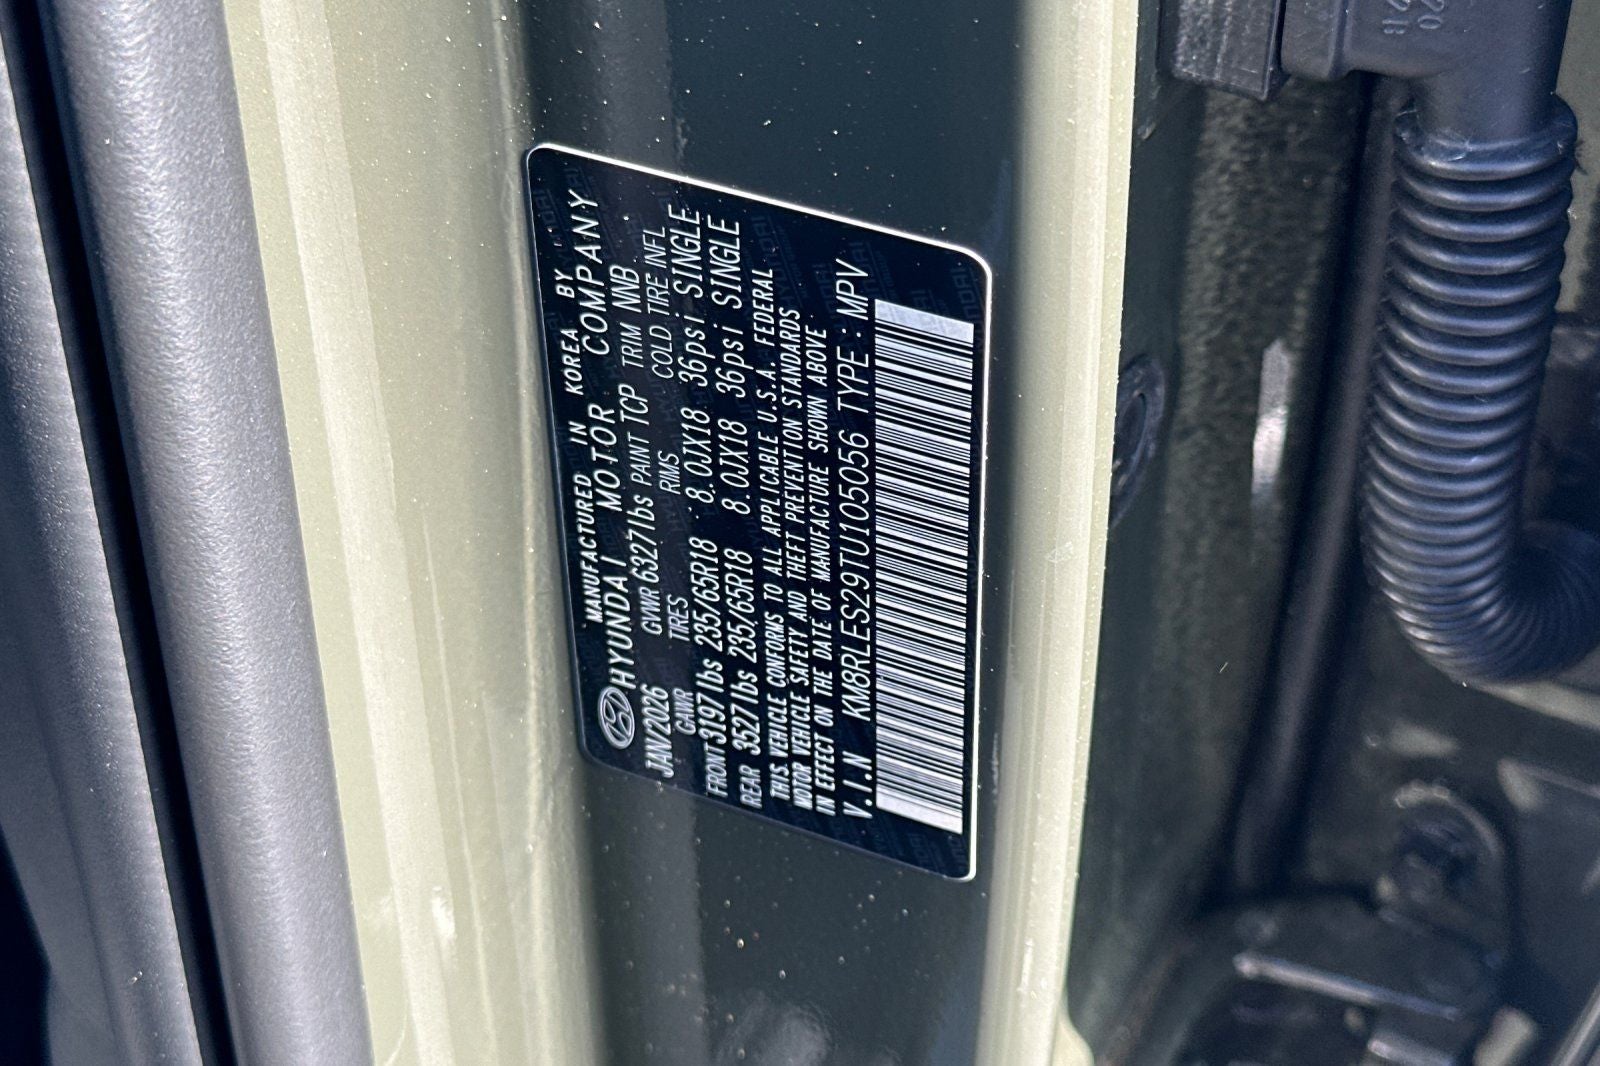 MANUFACTURED IN KOREA BY
HYUNDAI MOTOR COMPANY
JAN/2026 GVWR 6327lbs PAINT TCP TRIM NNB
GAWR TIRES RIMS COLD TIRE INFL
FRONT 3197lbs 235/65R18 8.0JX18 36psi SINGLE
REAR 3527lbs 235/65R18 8.0JX18 36psi SINGLE
THIS VEHICLE CONFORMS TO ALL APPLICABLE U.S.A. FEDERAL
MOTOR VEHICLE SAFETY AND THEFT PREVENTION STANDARDS
IN EFFECT ON THE DATE OF MANUFACTURE SHOWN ABOVE
V.I.N KM8RLES29TU105056 TYPE : MPV